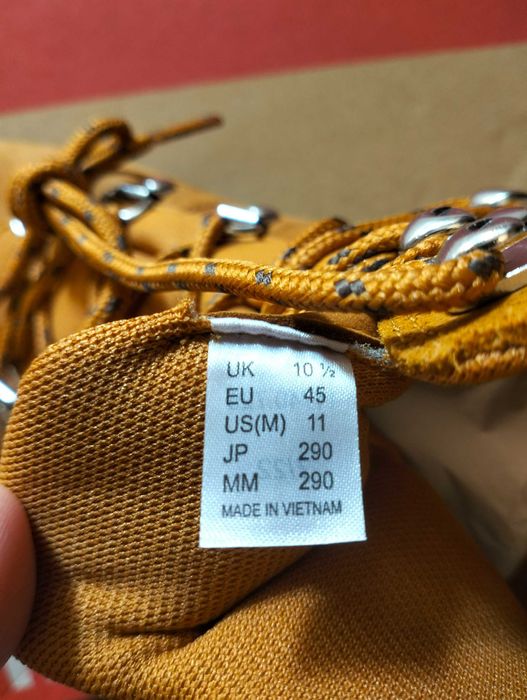 UK 10 ½
EU 45
US(M) 11
JP 290
MM 290
MADE IN VIETNAM